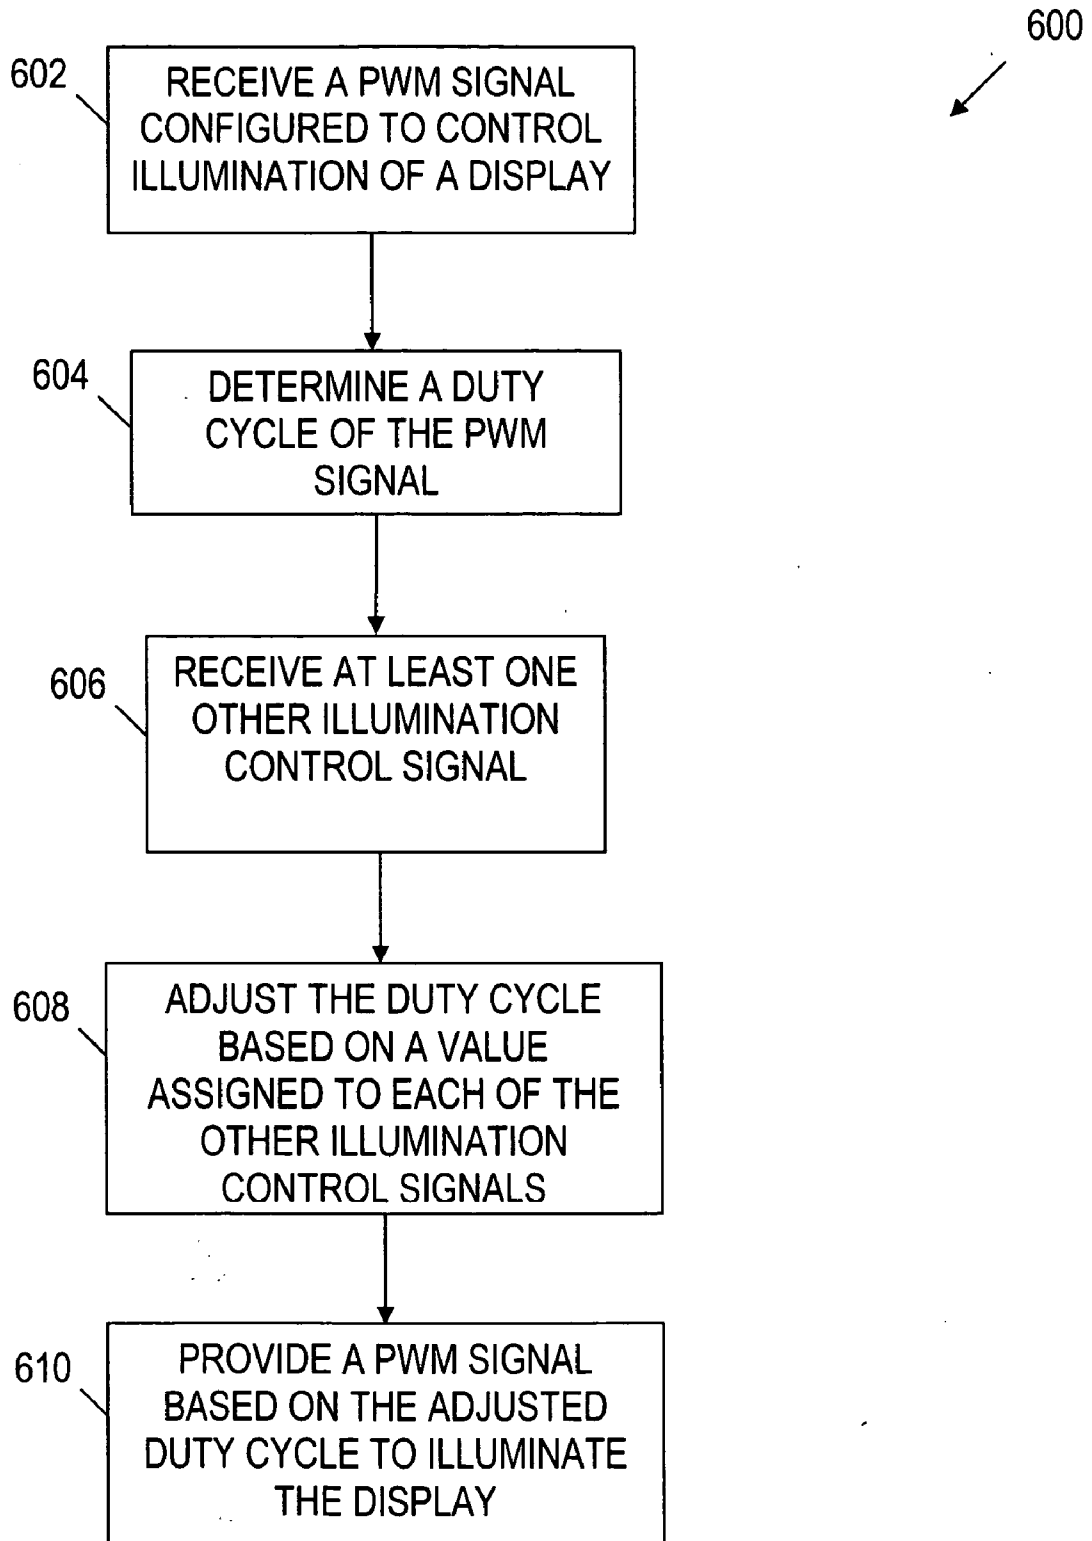 600
602
RECEIVE A PWM SIGNAL
CONFIGURED TO CONTROL
ILLUMINATION OF A DISPLAY
604
DETERMINE A DUTY
CYCLE OF THE PWM
SIGNAL
606
RECEIVE AT LEAST ONE
OTHER ILLUMINATION
CONTROL SIGNAL
608
ADJUST THE DUTY CYCLE
BASED ON A VALUE
ASSIGNED TO EACH OF THE
OTHER ILLUMINATION
CONTROL SIGNALS
610
PROVIDE A PWM SIGNAL
BASED ON THE ADJUSTED
DUTY CYCLE TO ILLUMINATE
THE DISPLAY